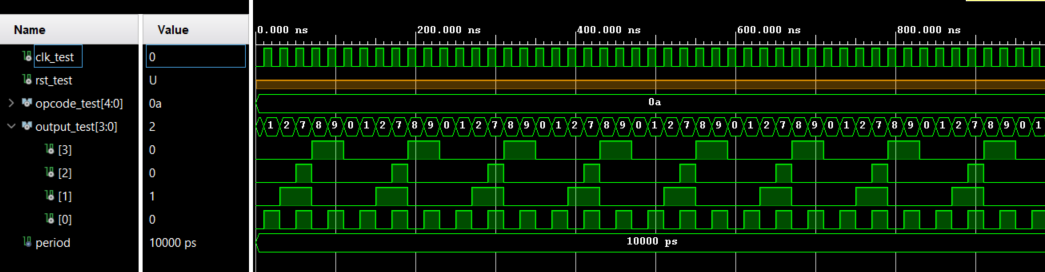 Name Value 0.000 ns 200.000 ns 400.000 ns 600.000 ns 800.000 ns
clk_test 0
rst_test U
opcode_test[4:0] 0a 0a
output_test[3:0] 2 1 2 7 8 9 0 1 2 7 8 9 0 1 2 7 8 9 0 1 2 7 8 9 0 1 2 7 8 9 0 1 2 7 8 9 0 1 2 7 8 9 0 1 2 7 8 9 0 1
[3] 0
[2] 0
[1] 1
[0] 0
period 10000 ps 10000 ps